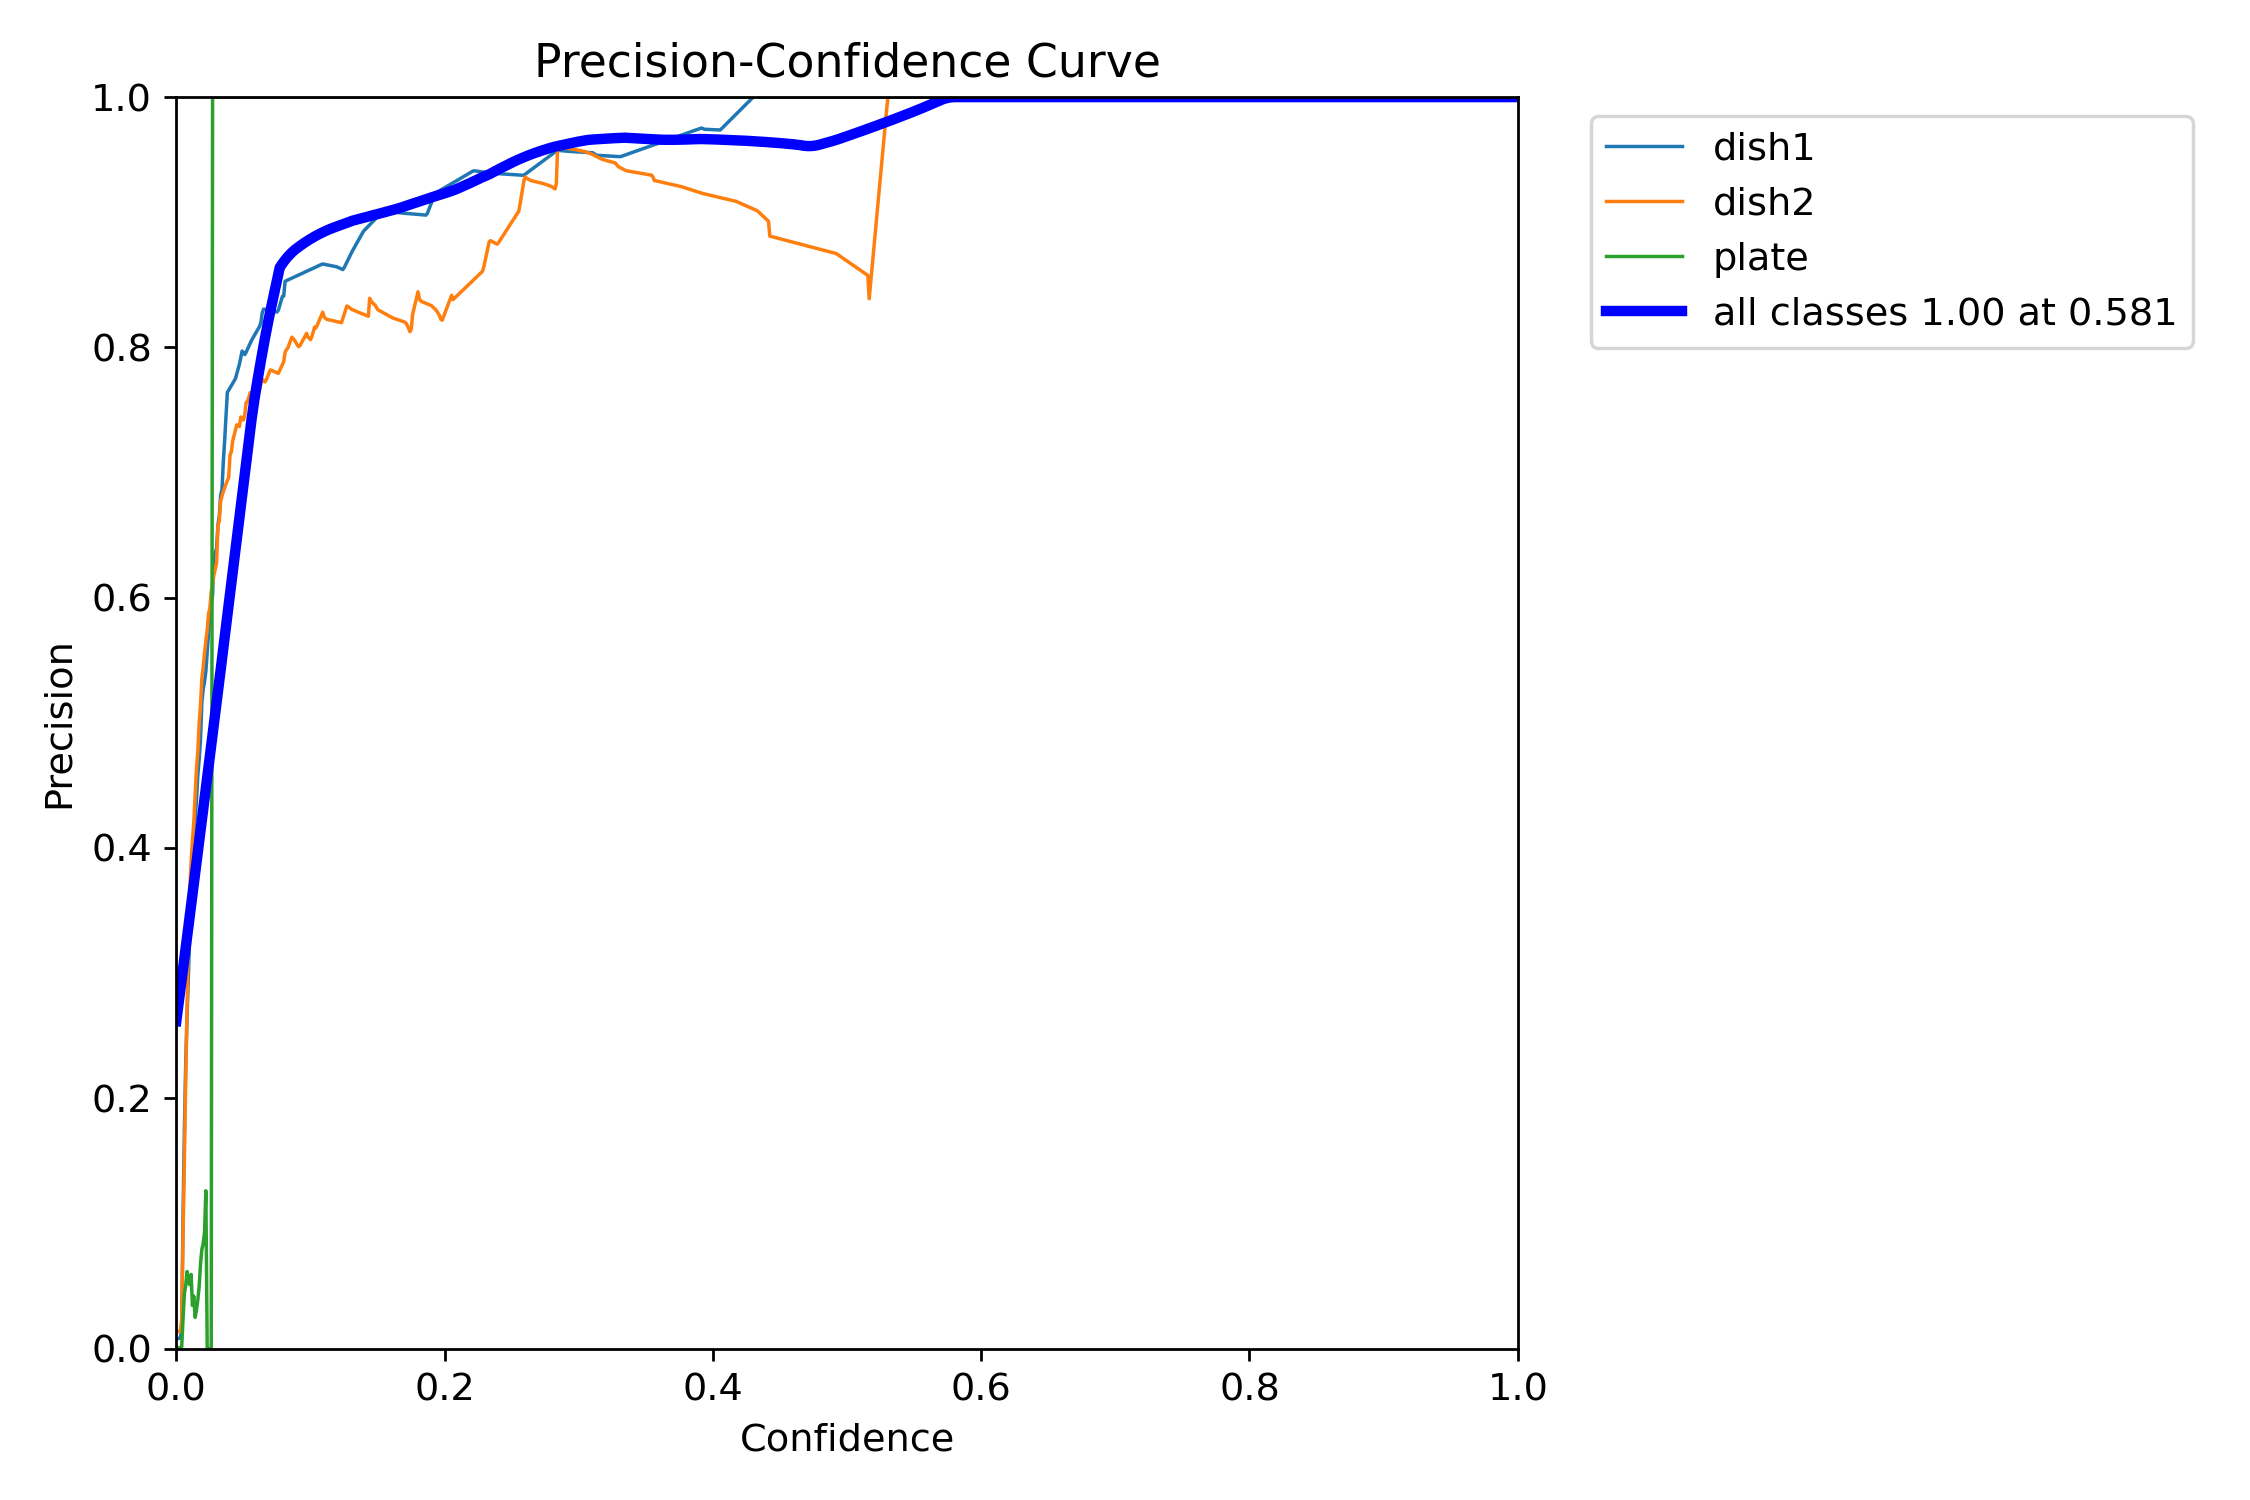 Precision-Confidence Curve
1.0
0.8
0.6
0.4
0.2
0.0
Precision
0.0 0.2 0.4 0.6 0.8 1.0
Confidence
dish1
dish2
plate
all classes 1.00 at 0.581